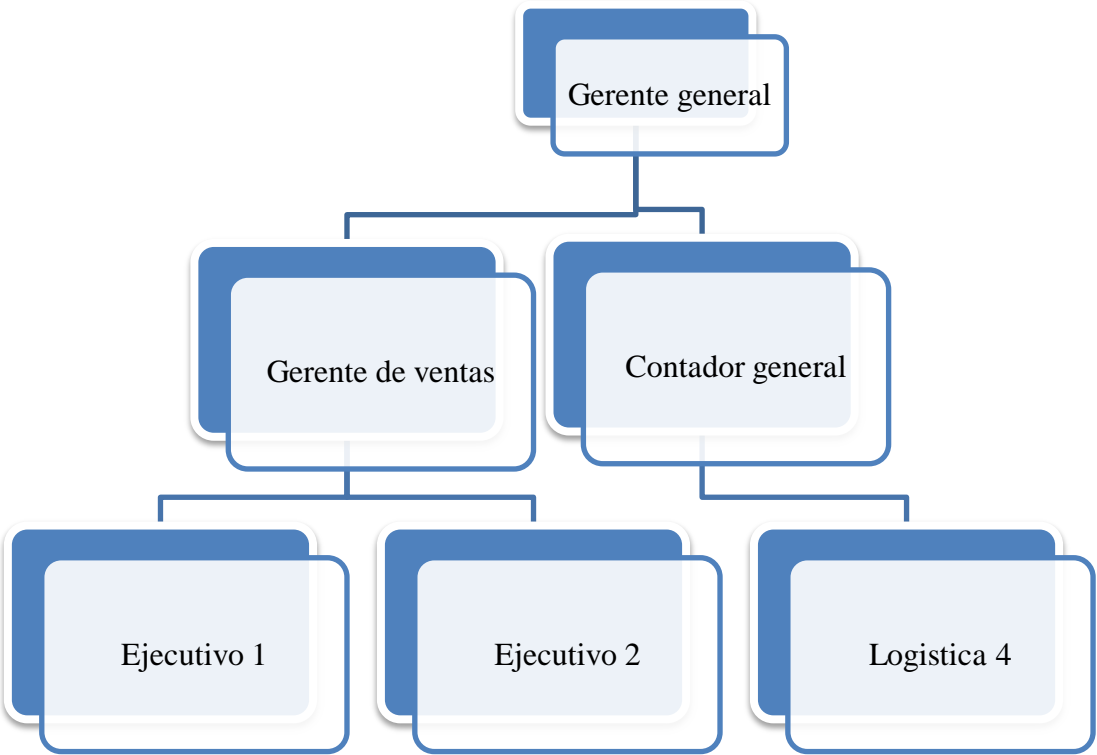 Gerente general
Gerente de ventas
Contador general
Ejecutivo 1
Ejecutivo 2
Logistica 4